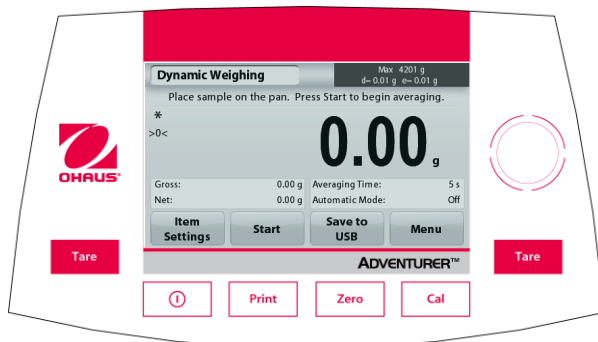 Dynamic Weighing
Max 4201 g
d=0.01 g e=0.01 g
Place sample on the pan. Press Start to begin averaging.
*
>0<
0.00 g
Gross: 0.00 g Averaging Time: 5 s
Net: 0.00 g Automatic Mode: Off
Item Settings
Start
Save to USB
Menu
OHAUS®
Tare
ADVENTURER™
Tare
Print
Zero
Cal